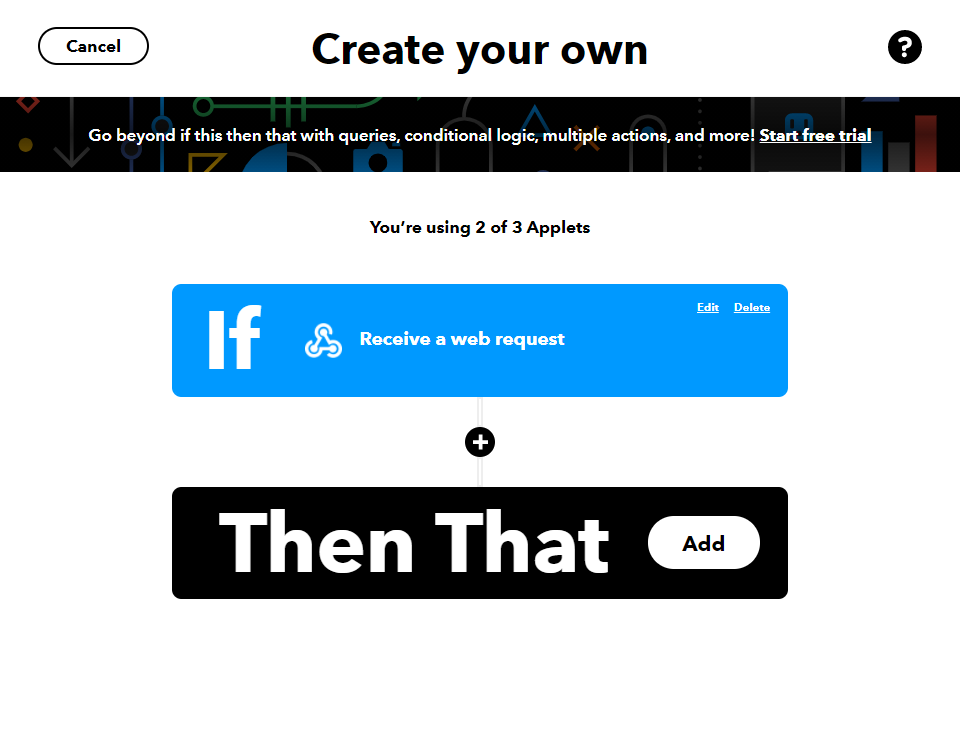 Cancel
Create your own
?
Go beyond if this then that with queries, conditional logic, multiple actions, and more! Start free trial
You’re using 2 of 3 Applets
If
Receive a web request
Edit
Delete
Then That
Add